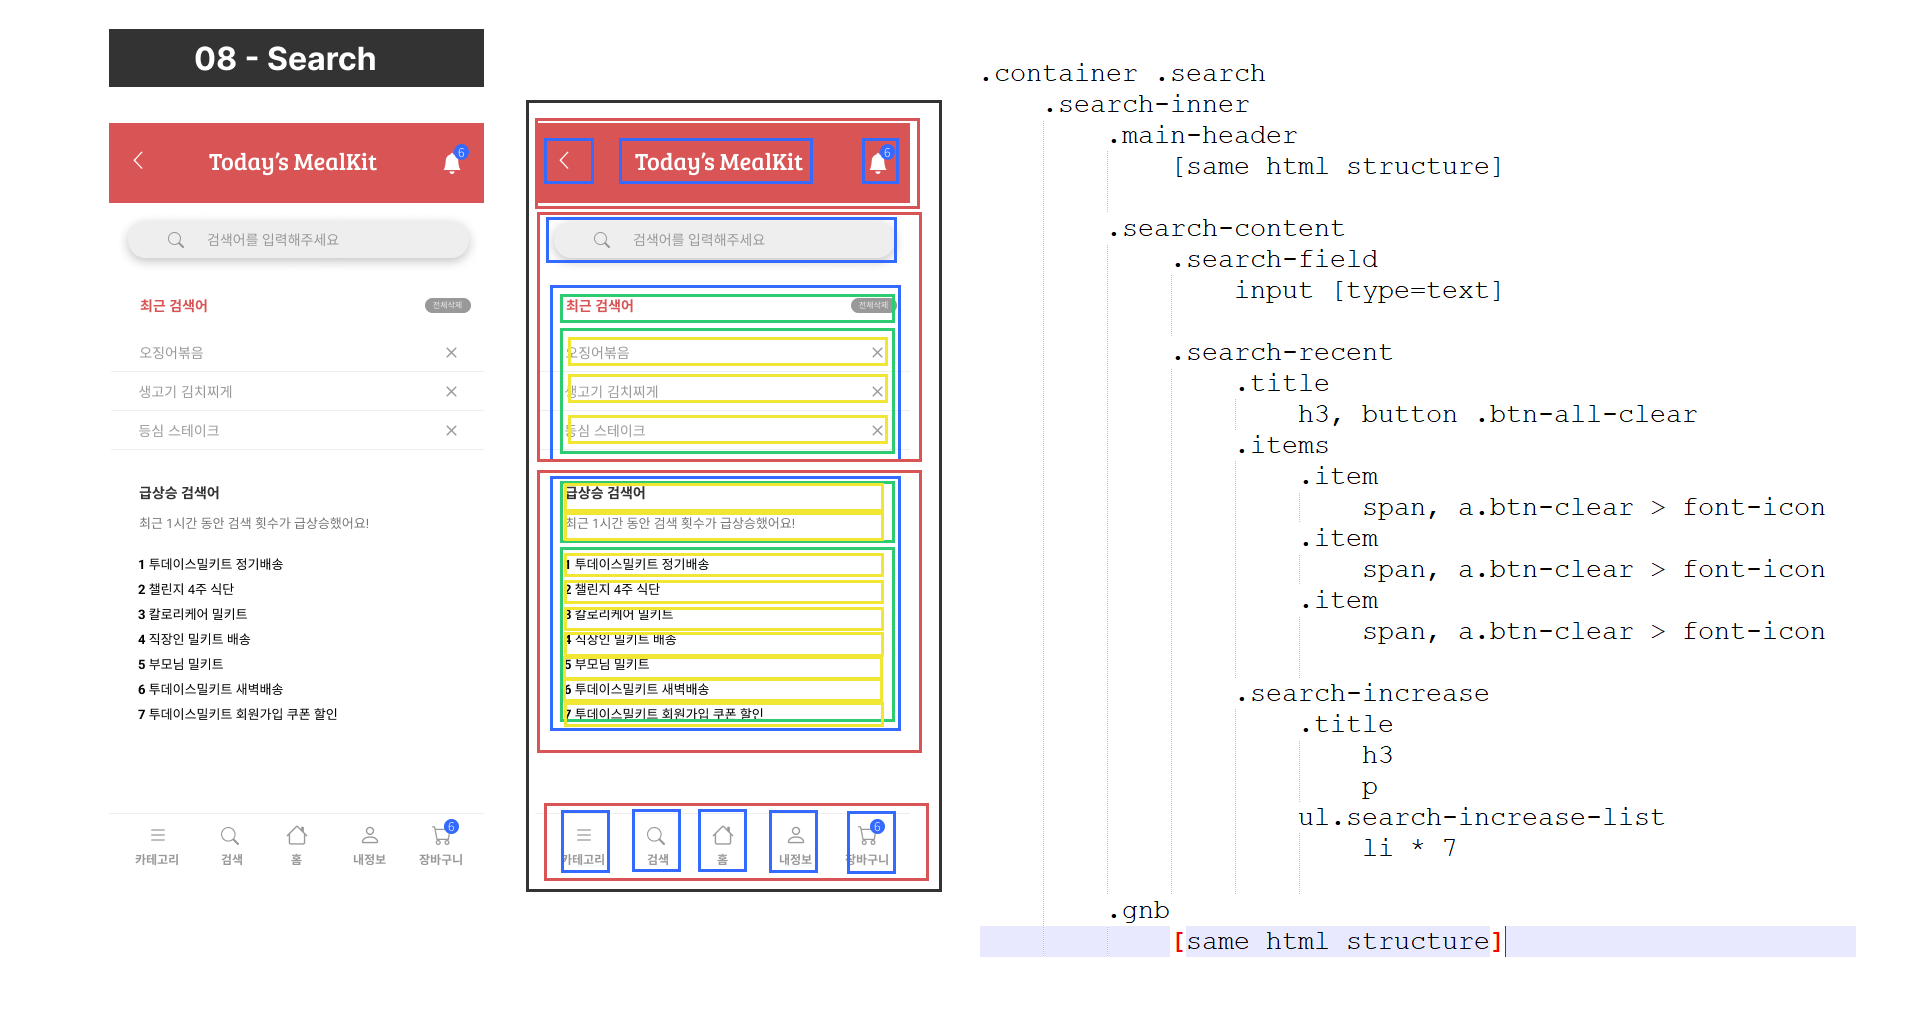 08 - Search
Today's MealKit
6
검색어를 입력해주세요
최근 검색어
전체삭제
오징어볶음
생고기 김치찌게
등심 스테이크
급상승 검색어
최근 1시간 동안 검색 횟수가 급상승했어요!
1 투데이스밀키트 정기배송
2 챌린지 4주 식단
3 칼로리케어 밀키트
4 직장인 밀키트 배송
5 부모님 밀키트
6 투데이스밀키트 새벽배송
7 투데이스밀키트 회원가입 쿠폰 할인
6
카테고리
검색
홈
내정보
장바구니
Today's MealKit
6
검색어를 입력해주세요
최근 검색어
전체삭제
오징어볶음
생고기 김치찌게
등심 스테이크
급상승 검색어
최근 1시간 동안 검색 횟수가 급상승했어요!
1 투데이스밀키트 정기배송
2 챌린지 4주 식단
3 칼로리케어 밀키트
4 직장인 밀키트 배송
5 부모님 밀키트
6 투데이스밀키트 새벽배송
7 투데이스밀키트 회원가입 쿠폰 할인
6
카테고리
검색
홈
내정보
장바구니
.container .search
.search-inner
.main-header
[same html structure]
.search-content
.search-field
input [type=text]
.search-recent
.title
h3, button .btn-all-clear
.items
.item
span, a.btn-clear > font-icon
.item
span, a.btn-clear > font-icon
.item
span, a.btn-clear > font-icon
.search-increase
.title
h3
p
ul.search-increase-list
li * 7
.gnb
[same html structure]